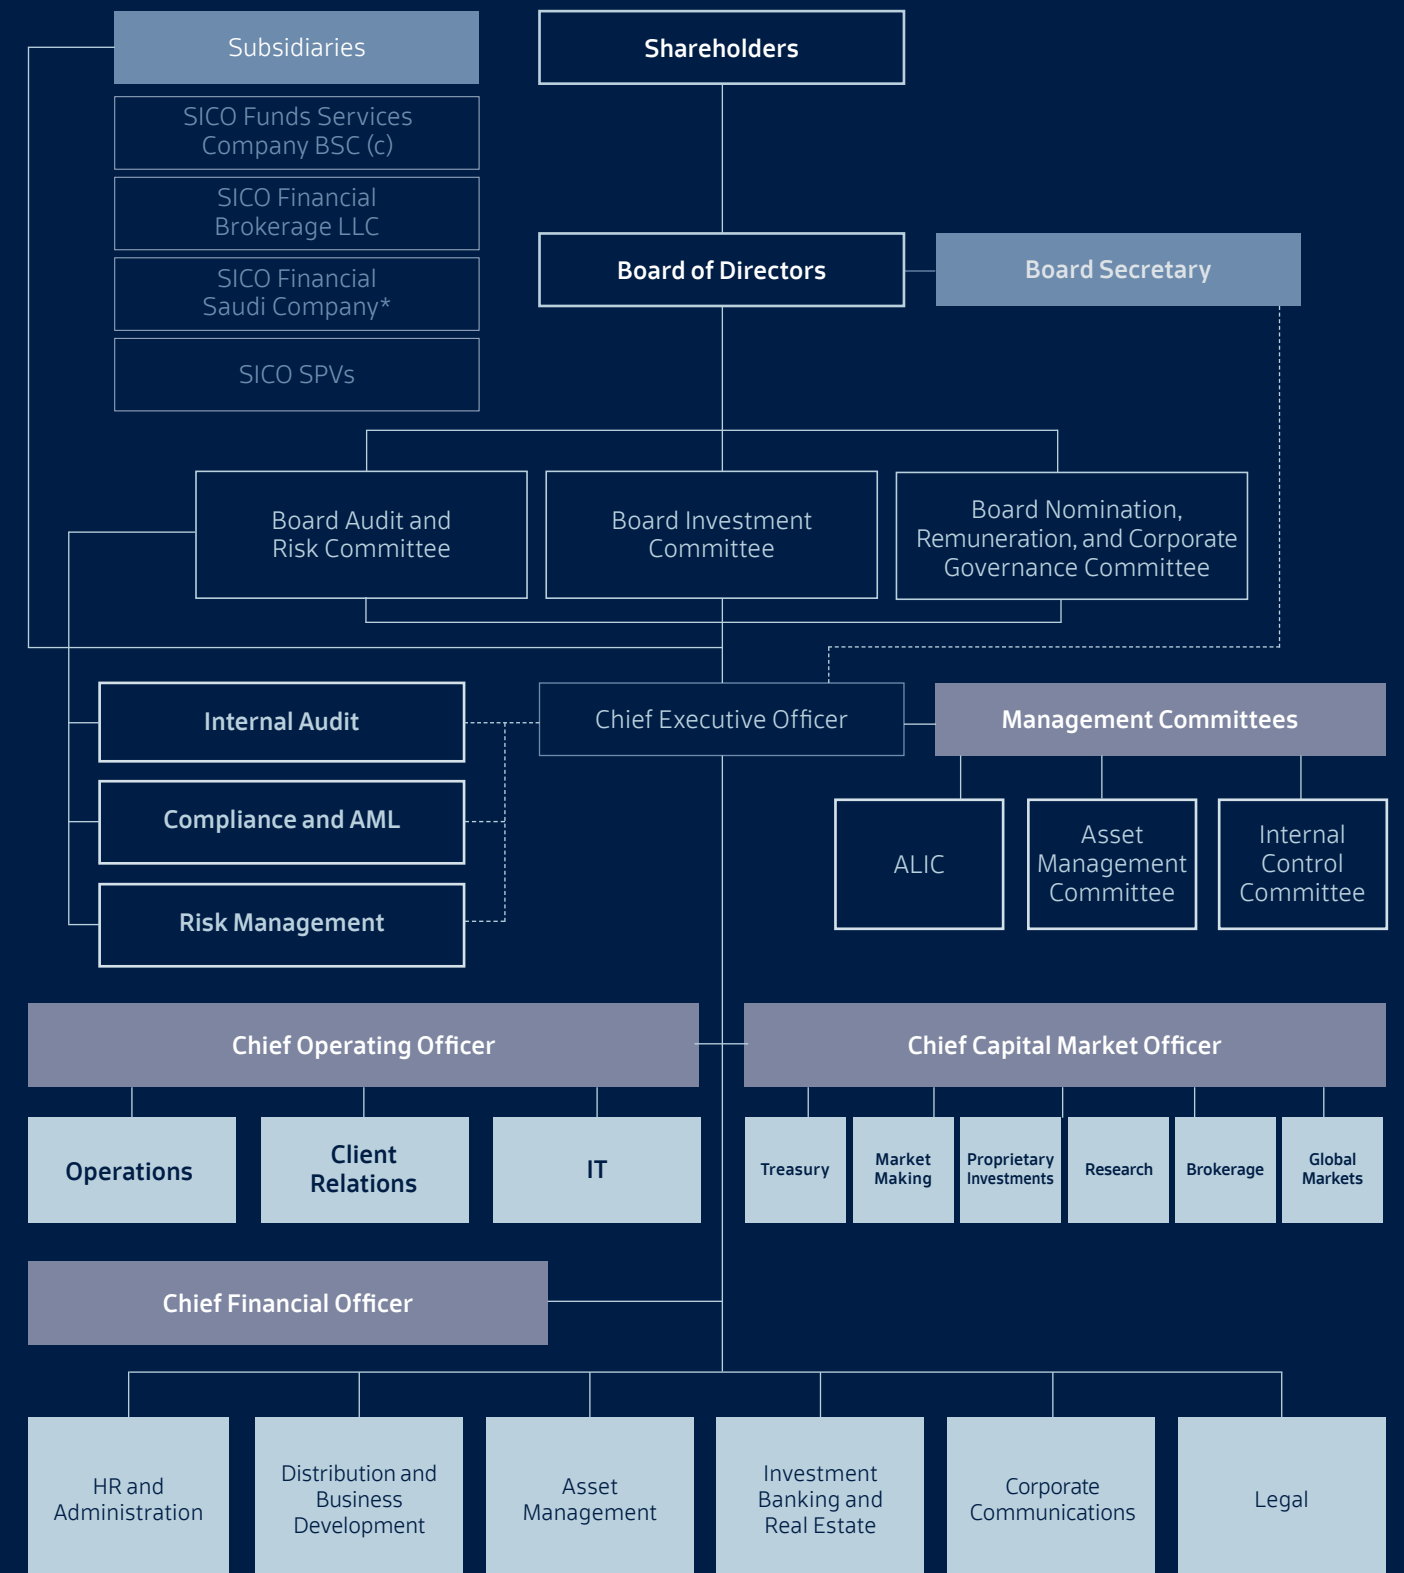 Subsidiaries
Shareholders
SICO Funds Services
Company BSC (c)
SICO Financial
Brokerage LLC
SICO Financial
Saudi Company*
SICO SPVs
Board of Directors
Board Secretary
Board Audit and
Risk Committee
Board Investment
Committee
Board Nomination,
Remuneration, and Corporate
Governance Committee
Internal Audit
Compliance and AML
Risk Management
Chief Executive Officer
Management Committees
ALIC
Asset
Management
Committee
Internal
Control
Committee
Chief Operating Officer
Operations
Client
Relations
IT
Chief Capital Market Officer
Treasury
Market
Making
Proprietary
Investments
Research
Brokerage
Global
Markets
Chief Financial Officer
HR and
Administration
Distribution and
Business
Development
Asset
Management
Investment
Banking and
Real Estate
Corporate
Communications
Legal